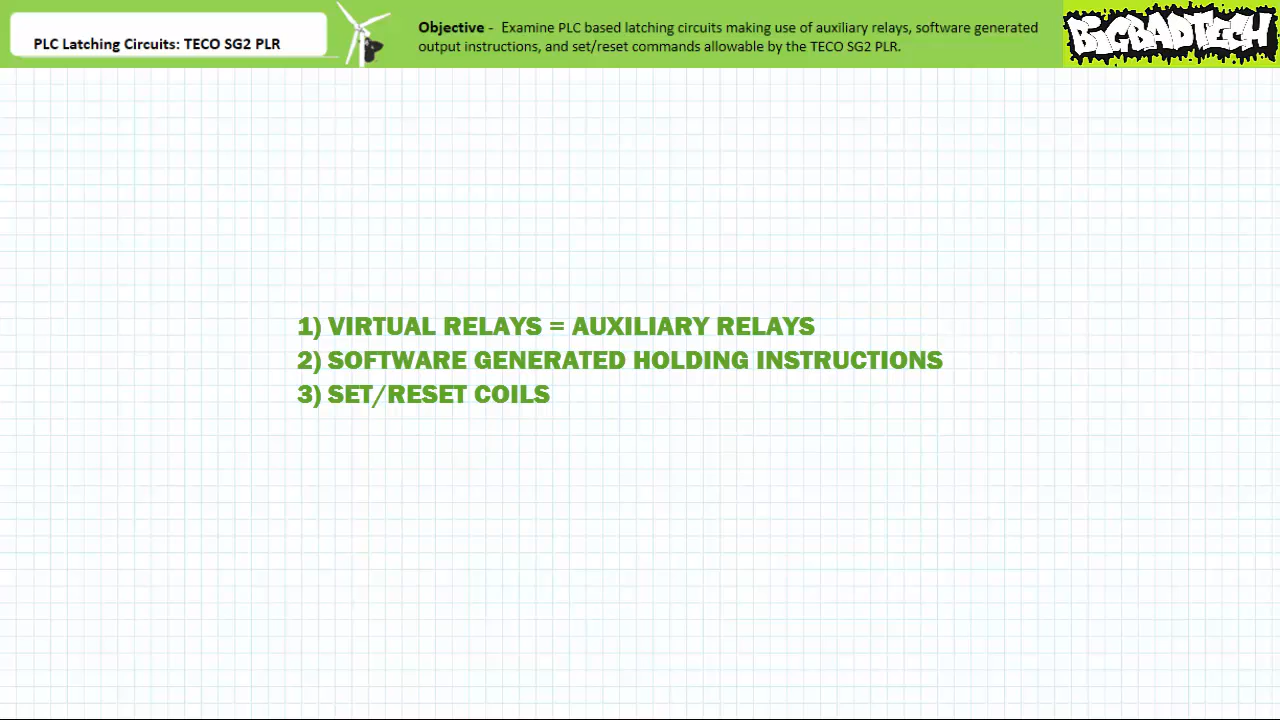 PLC Latching Circuits: TECO SG2 PLR
Objective - Examine PLC based latching circuits making use of auxiliary relays, software generated
output instructions, and set/reset commands allowable by the TECO SG2 PLR.
BIGBADTECH
1) VIRTUAL RELAYS = AUXILIARY RELAYS
2) SOFTWARE GENERATED HOLDING INSTRUCTIONS
3) SET/RESET COILS